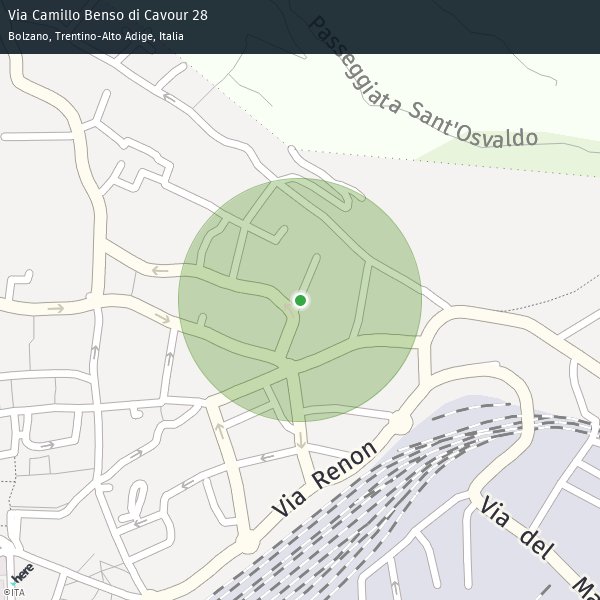 Via Camillo Benso di Cavour 28
Bolzano, Trentino-Alto Adige, Italia
Passeggiata Sant'Osvaldo
Via Renon
Via del Ma
here
©ITA